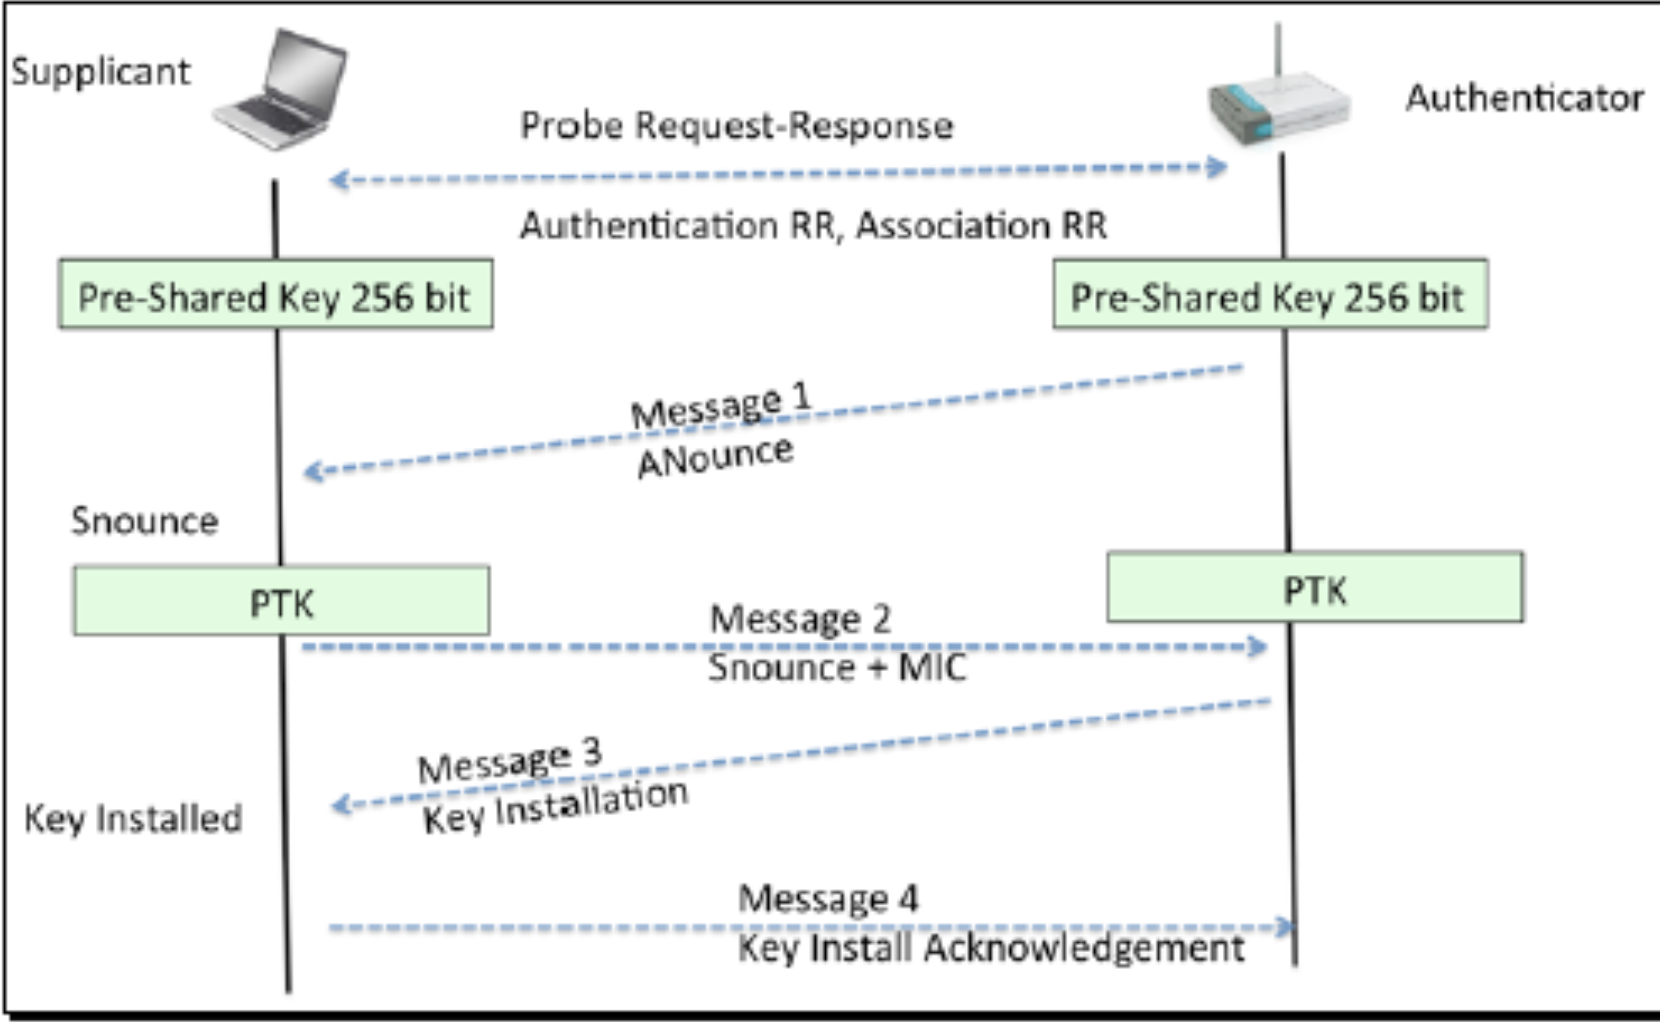 Supplicant
Authenticator
Probe Request-Response
Authentication RR, Association RR
Pre-Shared Key 256 bit
Pre-Shared Key 256 bit
Message 1
ANounce
Snounce
PTK
PTK
Message 2
Snounce + MIC
Message 3
Key Installation
Key Installed
Message 4
Key Install Acknowledgement